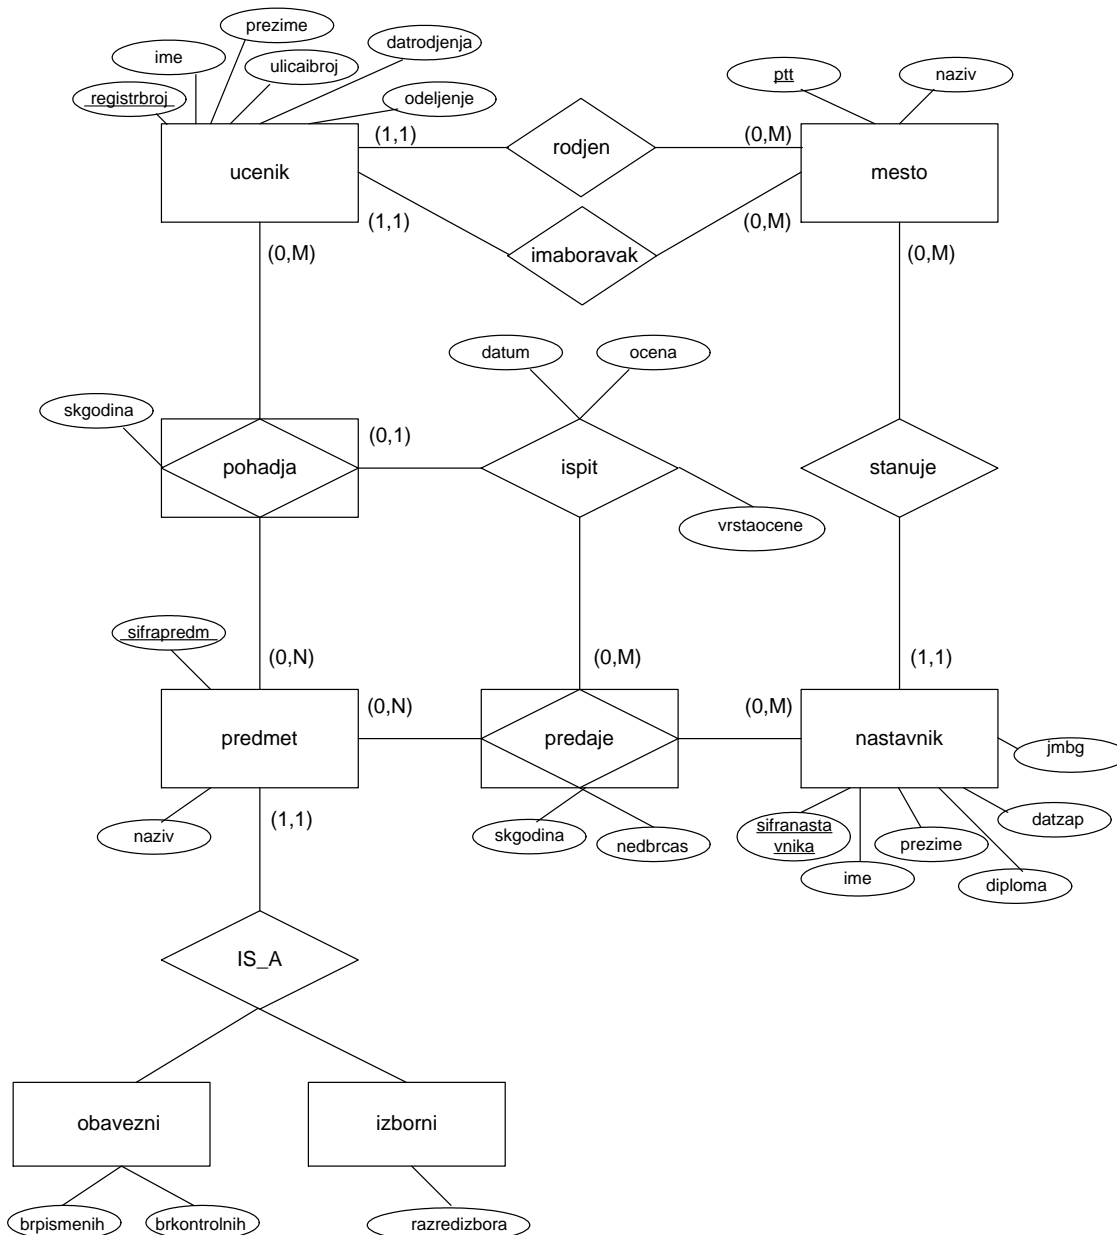 prezime
ime
datrodjenja
ulicaibroj
registrbroj
odeljenje
ptt
naziv
(1,1)
rodjen
(0,M)
ucenik
mesto
(1,1)
(0,M)
imaboravak
(0,M)
(0,M)
datum
ocena
skgodina
(0,1)
pohadja
ispit
stanuje
vrstaocene
sifrapredm
(0,N)
(0,M)
(1,1)
(0,N)
(0,M)
predmet
predaje
nastavnik
jmbg
(1,1)
naziv
skgodina
nedbrcas
sifranasta
vnika
prezime
datzap
ime
diploma
IS_A
obavezni
izborni
brpismenih
brkontrolnih
razredizbora